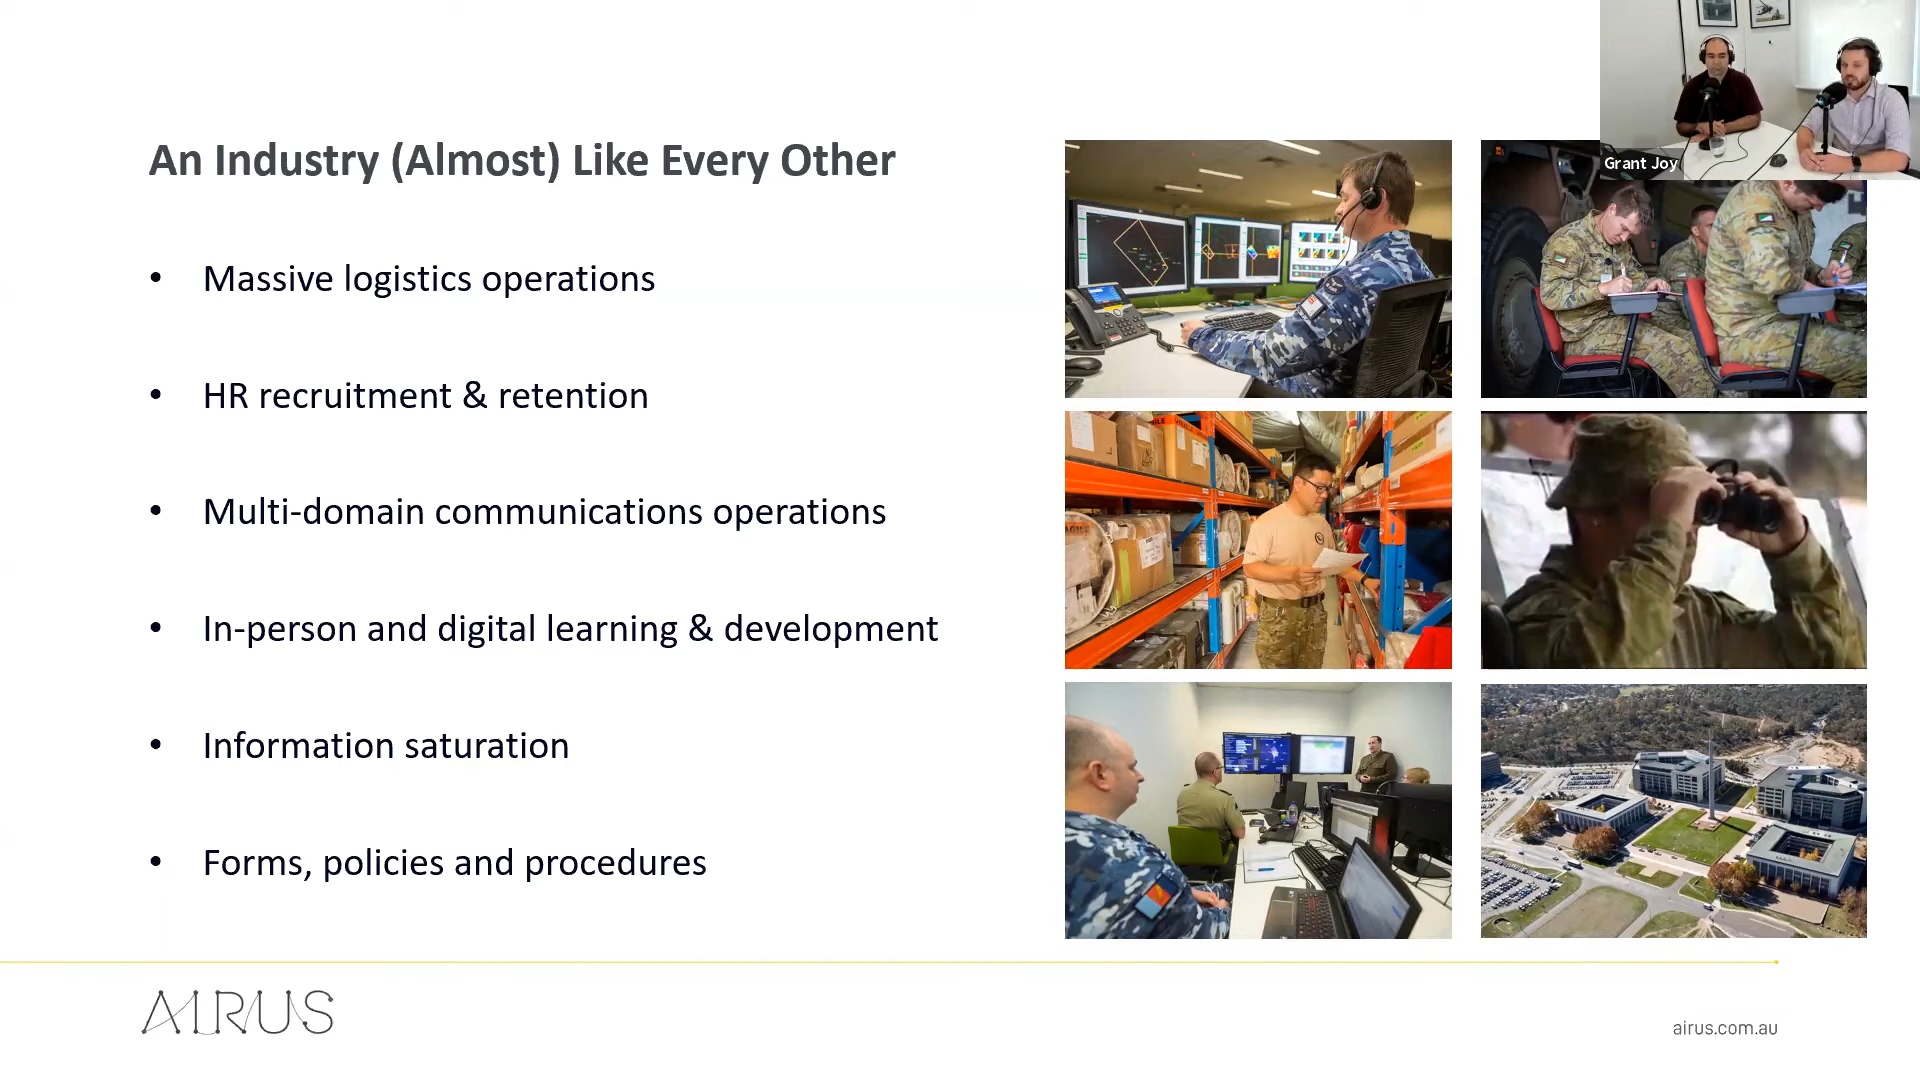 Grant Joy
An Industry (Almost) Like Every Other
• Massive logistics operations
• HR recruitment & retention
• Multi-domain communications operations
• In-person and digital learning & development
• Information saturation
• Forms, policies and procedures
AIRUS
airus.com.au